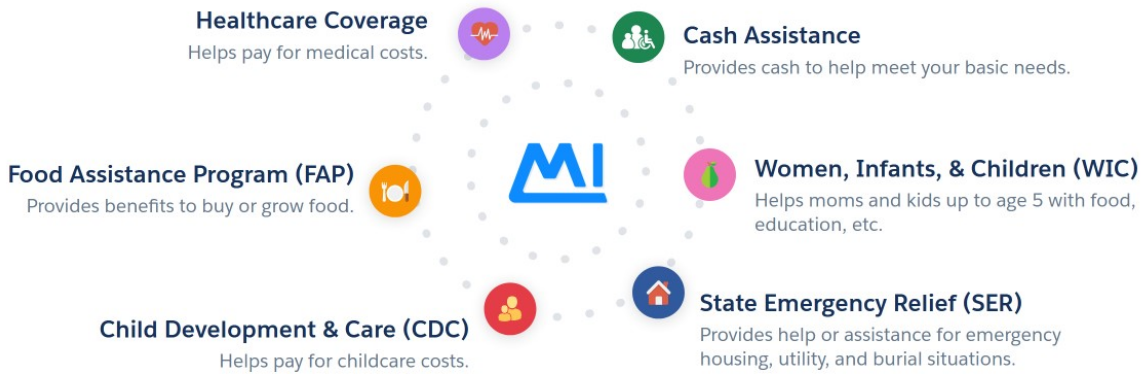 Healthcare Coverage
Helps pay for medical costs.
Cash Assistance
Provides cash to help meet your basic needs.
Food Assistance Program (FAP)
Provides benefits to buy or grow food.
MI
Women, Infants, & Children (WIC)
Helps moms and kids up to age 5 with food,
education, etc.
Child Development & Care (CDC)
Helps pay for childcare costs.
State Emergency Relief (SER)
Provides help or assistance for emergency
housing, utility, and burial situations.